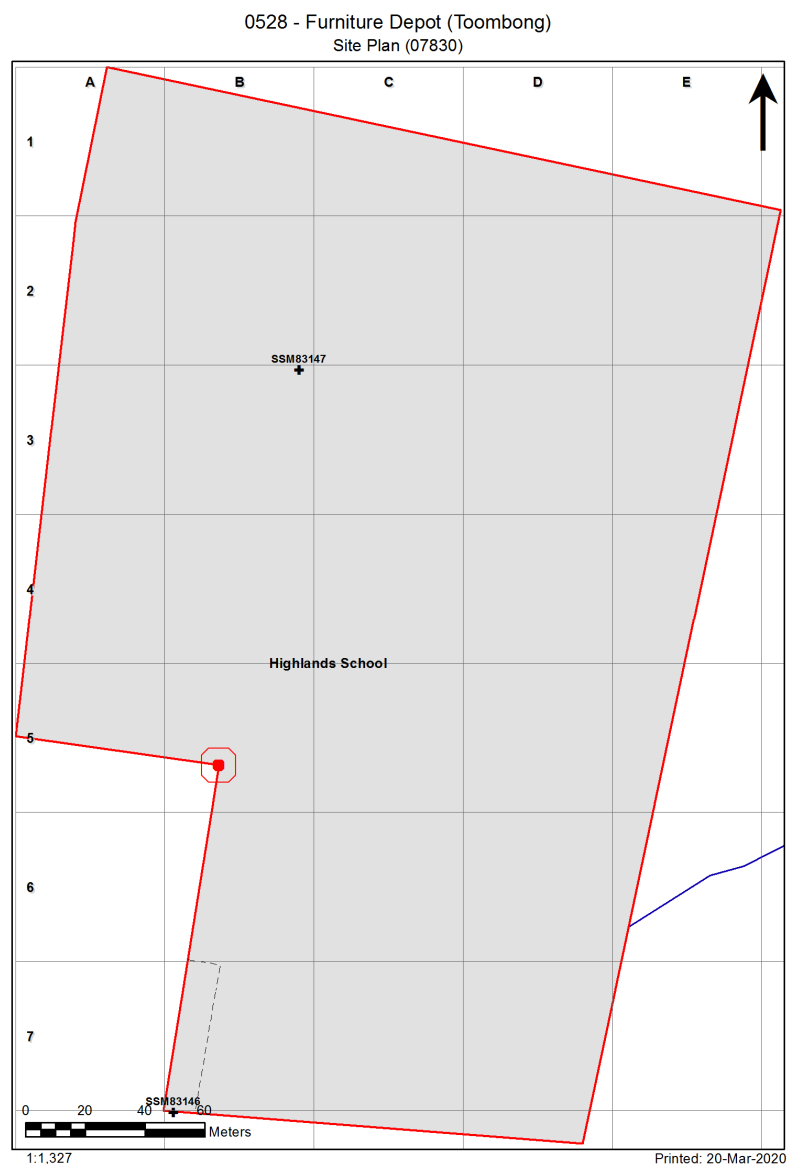 0528 - Furniture Depot (Toombong)
Site Plan (07830)
A B C D E
1
2
SSM83147
3
4
Highlands School
5
6
7
SSM83146
0 20 40 60
Meters
1:1,327 Printed: 20-Mar-2020